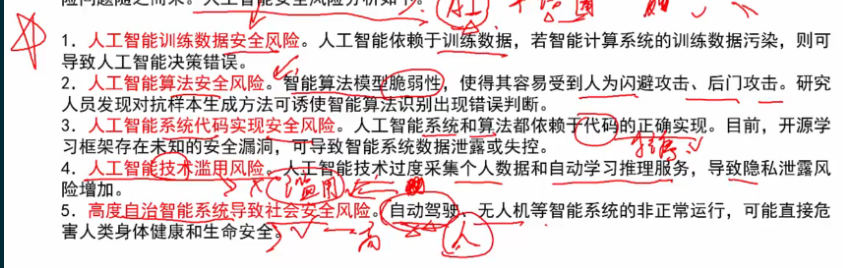 险问题随之而来。人工智能安全风险分析如下。
1．人工智能训练数据安全风险。人工智能依赖于训练数据，若智能计算系统的训练数据污染，则可
导致人工智能决策错误。
2．人工智能算法安全风险。智能算法模型脆弱性，使得其容易受到人为闪避攻击、后门攻击。研究
人员发现对抗样本生成方法可诱使智能算法识别出现错误判断。
3．人工智能系统代码实现安全风险。人工智能系统和算法都依赖于代码的正确实现。目前，开源学
习框架存在未知的安全漏洞，可导致智能系统数据泄露或失控。
4．人工智能技术滥用风险。人工智能技术过度采集个人数据和自动学习推理服务，导致隐私泄露风
险增加。
滥用
5．高度自治智能系统导致社会安全风险。自动驾驶、无人机等智能系统的非正常运行，可能直接危
害人类身体健康和生命安全。
高 人